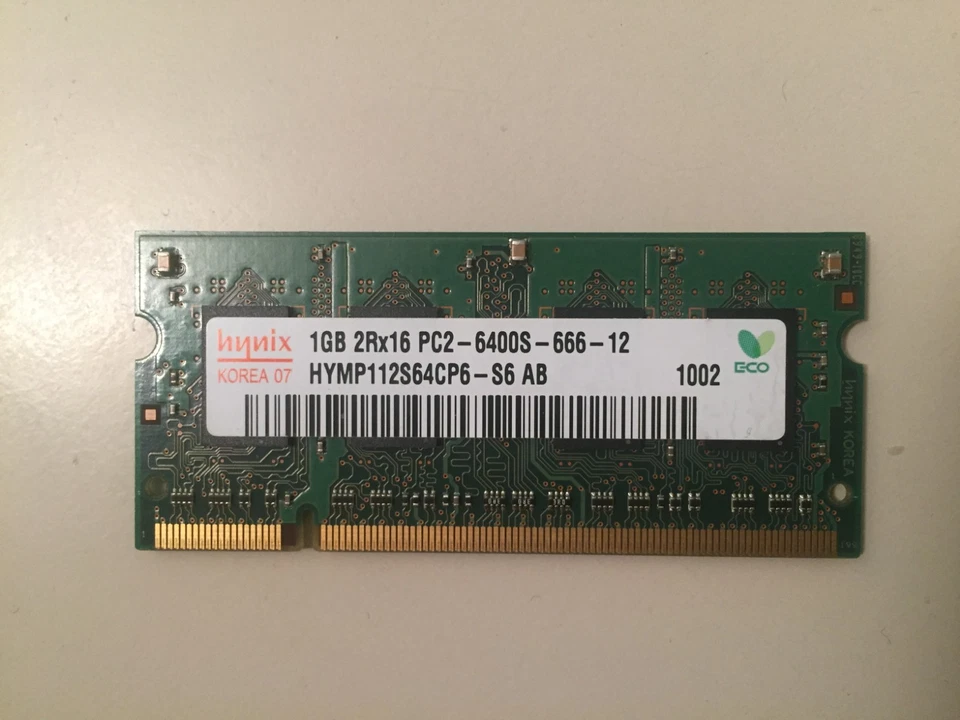 hynix
KOREA 07
1GB 2Rx16 PC2-6400S-666-12
HYMP112S64CP6-S6 AB
1002
ECO
hynix KOREA